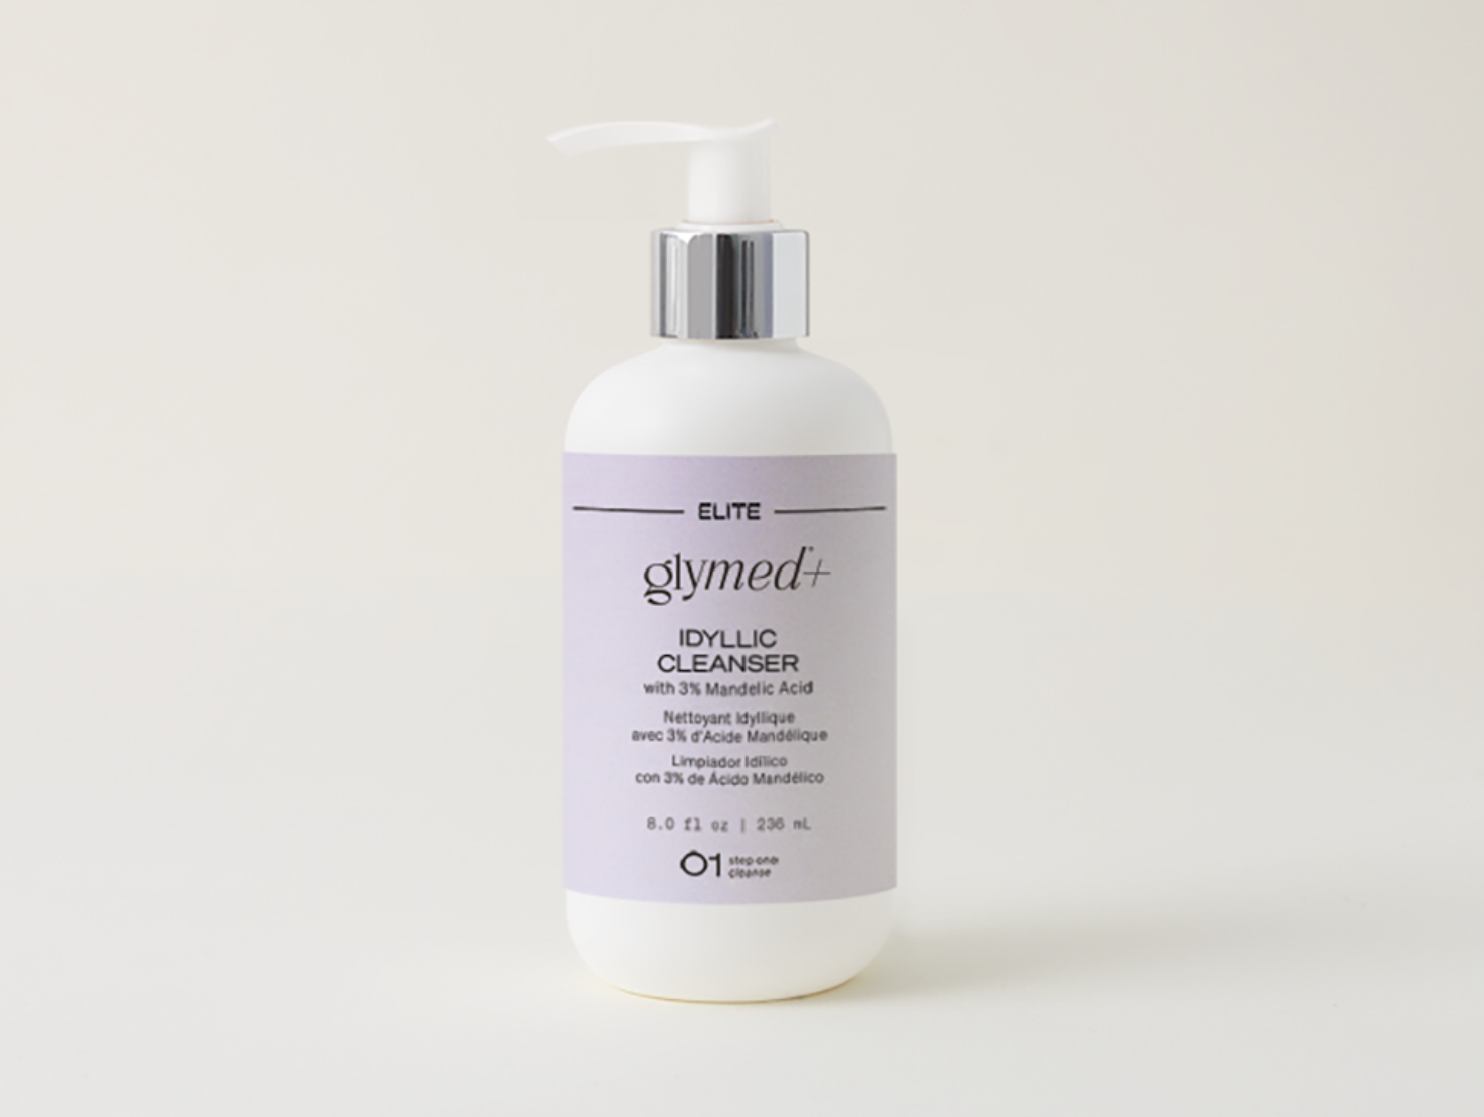 ELITE
glymed+
IDYLLIC
CLEANSER
with 3% Mandelic Acid
Nettoyant Idyllique
avec 3% d'Acide Mandélique
Limpiador Idílico
con 3% de Ácido Mandélico
8.0 fl oz | 236 mL
01 step one
cleanse